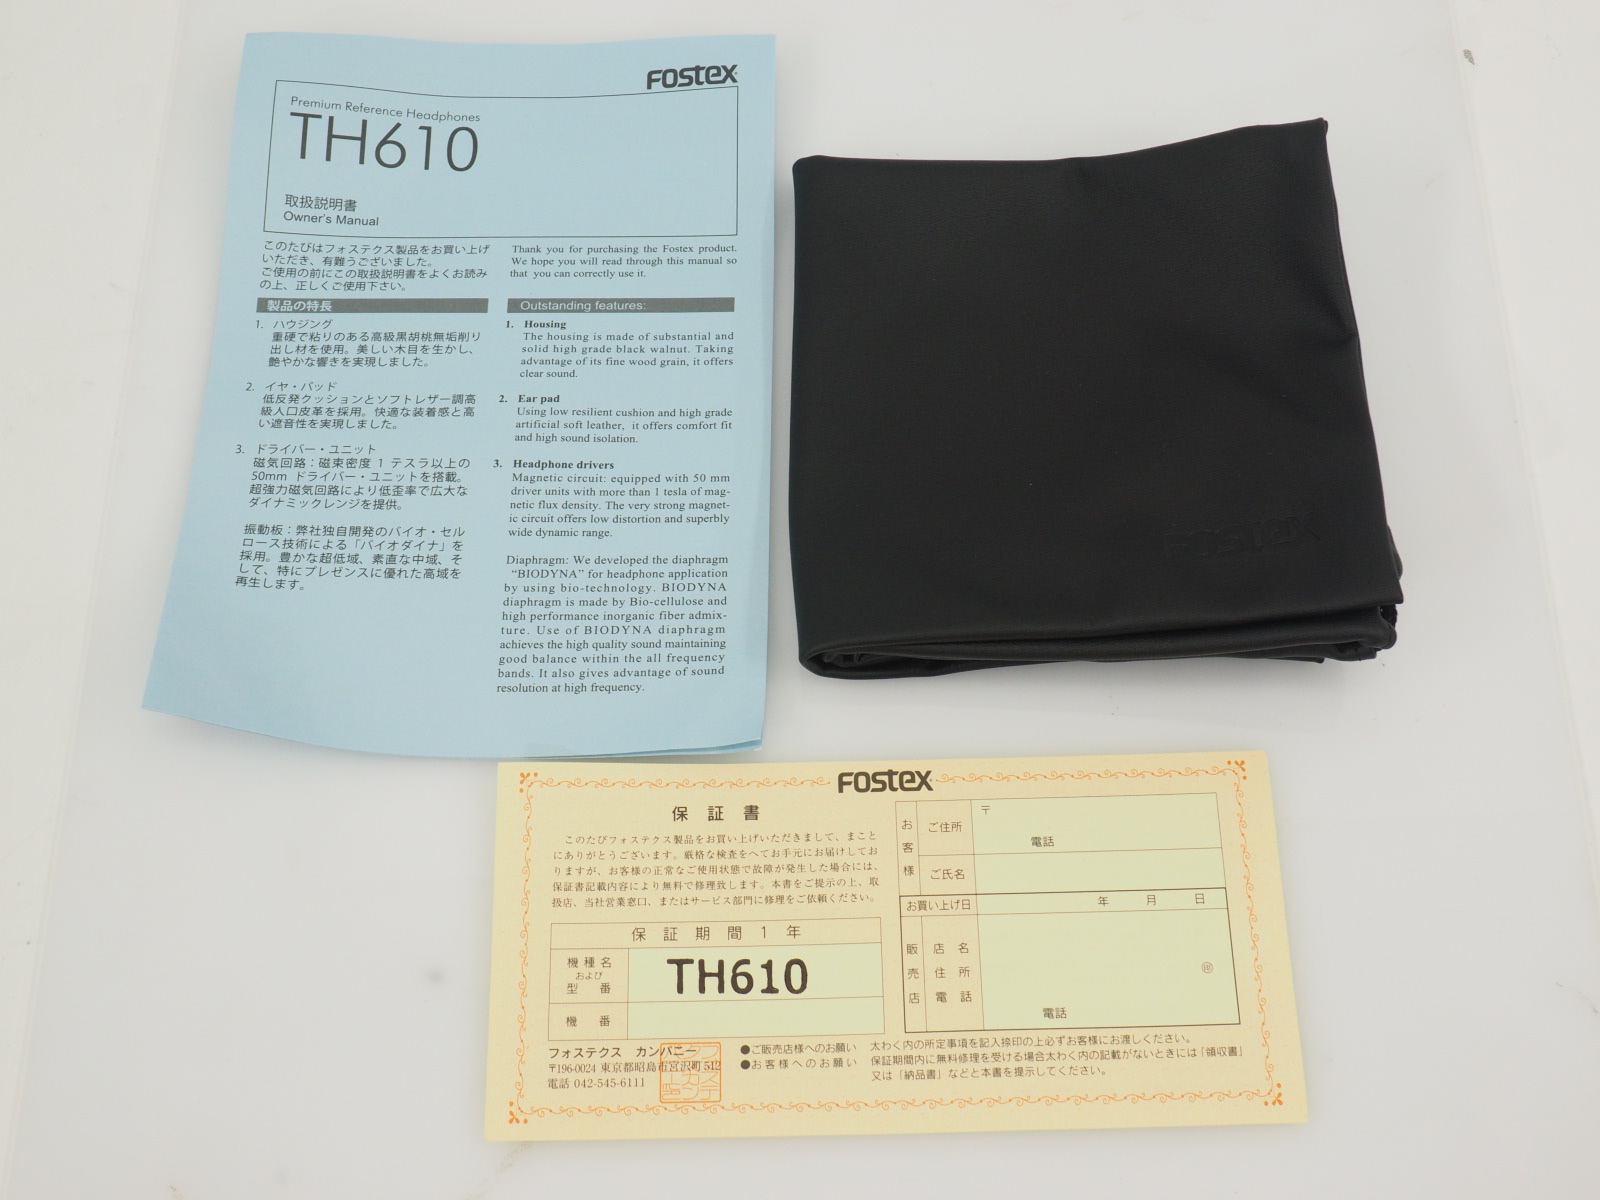 FOSTEX
Premium Reference Headphones
TH610
取扱説明書
Owner's Manual
このたびはフォステクス製品をお買い上げ
いただき、有難うございました。
ご使用の前にこの取扱説明書をよくお読み
の上、正しくご使用下さい。
製品の特長
1. ハウジング
重硬で粘りのある高級黒胡桃無垢削り
出し材を使用。美しい木目を生かし、
艶やかな響きを実現しました。
2. イヤ・パッド
低反発クッションとソフトレザー調高
級人口皮革を採用。快適な装着感と高
い遮音性を実現しました。
3. ドライバー・ユニット
磁気回路：磁束密度 1 テスラ以上の
50mm ドライバー・ユニットを搭載。
超強力磁気回路により低歪率で広大な
ダイナミックレンジを提供。
振動板：弊社独自開発のバイオ・セル
ロース技術による「バイオダイナ」を
採用。豊かな超低域、素直な中域、そ
して、特にプレゼンスに優れた高域を
再生します。
Thank you for purchasing the Fostex product.
We hope you will read through this manual so
that you can correctly use it.
Outstanding features:
1. Housing
The housing is made of substantial and
solid high grade black walnut. Taking
advantage of its fine wood grain, it offers
clear sound.
2. Ear pad
Using low resilient cushion and high grade
artificial soft leather, it offers comfort fit
and high sound isolation.
3. Headphone drivers
Magnetic circuit: equipped with 50 mm
driver units with more than 1 tesla of mag-
netic flux density. The very strong magnet-
ic circuit offers low distortion and superbly
wide dynamic range.
Diaphragm: We developed the diaphragm
"BIODYNA" for headphone application
by using bio-technology. BIODYNA
diaphragm is made by Bio-cellulose and
high performance inorganic fiber admix-
ture. Use of BIODYNA diaphragm
achieves the high quality sound maintaining
good balance within the all frequency
bands. It also gives advantage of sound
resolution at high frequency.
FOSTEX
FOSTEX
保証書
このたびフォステクス製品をお買い上げいただきまして、まこと
にありがとうございます。厳格な検査をへてお手元にお届けしてお
りますが、お客様の正常なご使用状態で故障が発生した場合には、
保証書記載内容により無料で修理致します。本書をご提示の上、取
扱店、当社営業窓口、またはサービス部門に修理をご依頼ください。
保証期間1年
機種名
および
型番
TH610
機番
フォステクス カンパニー
〒196-0024 東京都昭島市宮沢町 512
電話 042-545-6111
お客様
ご住所
〒
電話
ご氏名
お買い上げ日
年 月 日
販売店
店名
住所
電話
㊞
電話
●ご販売店様へのお願い
太わく内の所定事項を記入捺印の上必ずお客様にお渡しください。
●お客様へのお願い
保証期間内に無料修理を受ける場合太わく内の記載がないときには「領収書」
又は「納品書」などと本書を提示してください。